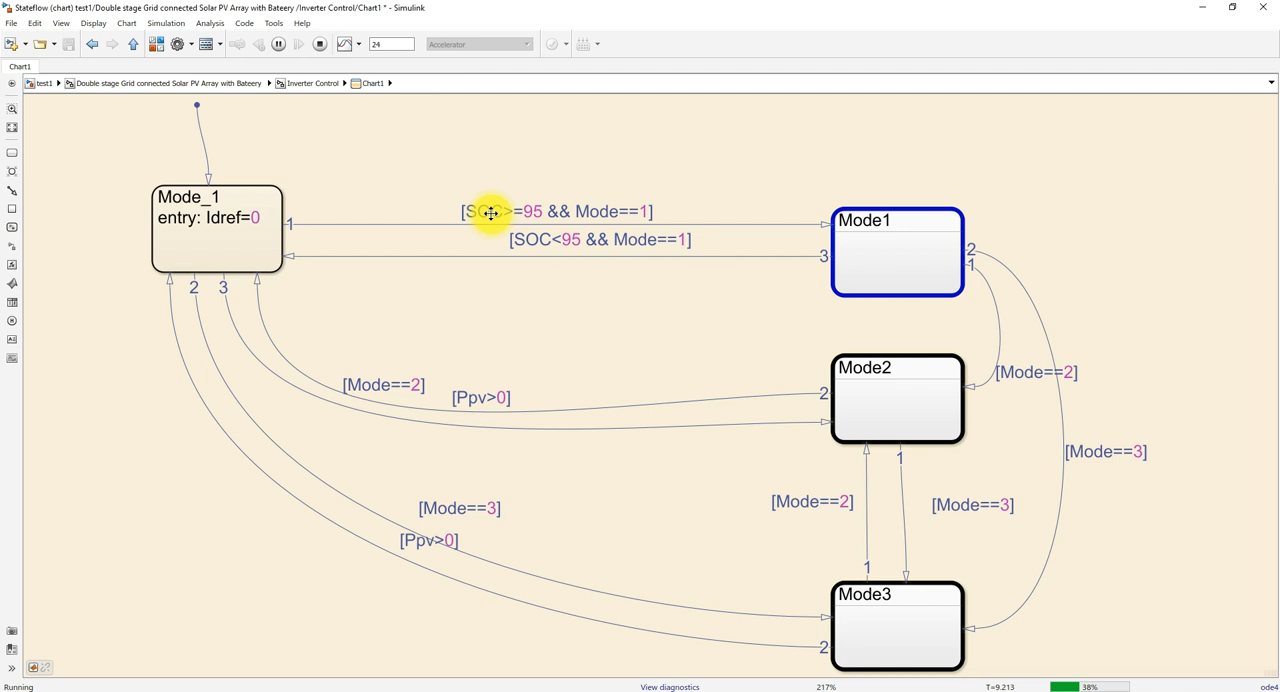 Stateflow (chart) test1/Double stage Grid connected Solar PV Array with Bateery /Inverter Control/Chart1 * - Simulink
File Edit View Display Chart Simulation Analysis Code Tools Help
24 Accelerator
Chart1
test1 Double stage Grid connected Solar PV Array with Bateery Inverter Control Chart1
Mode_1
entry: Idref=0
[SOC>=95 && Mode==1]
1
Mode1
[SOC<95 && Mode==1]
3
2
1
2 3
Mode2
[Mode==2]
[Mode==2]
[Ppv>0]
2
1
[Mode==3]
[Mode==2]
[Mode==3]
[Mode==3]
[Ppv>0]
1
Mode3
2
Running View diagnostics 217% T=9.213 38% ode4